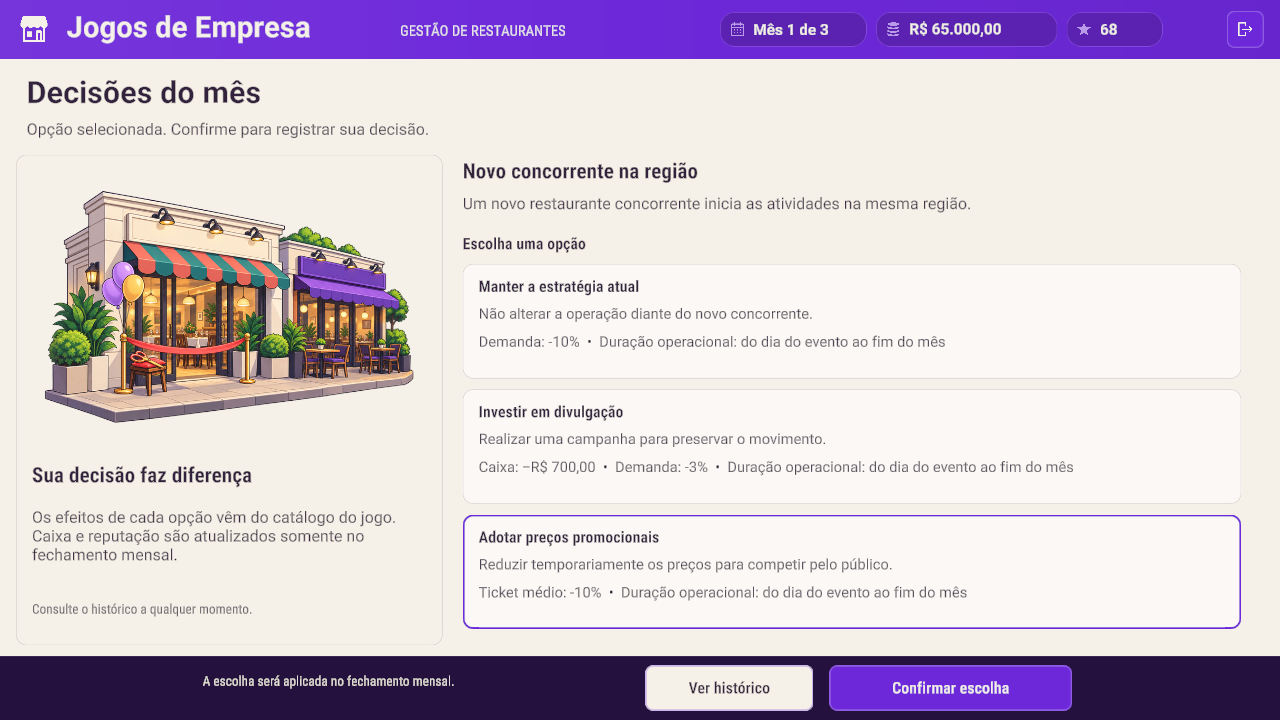 Jogos de Empresa
GESTÃO DE RESTAURANTES
Mês 1 de 3
R$ 65.000,00
68
Decisões do mês
Opção selecionada. Confirme para registrar sua decisão.
Sua decisão faz diferença
Os efeitos de cada opção vêm do catálogo do jogo.
Caixa e reputação são atualizados somente no
fechamento mensal.
Consulte o histórico a qualquer momento.
Novo concorrente na região
Um novo restaurante concorrente inicia as atividades na mesma região.
Escolha uma opção
Manter a estratégia atual
Não alterar a operação diante do novo concorrente.
Demanda: -10% • Duração operacional: do dia do evento ao fim do mês
Investir em divulgação
Realizar uma campanha para preservar o movimento.
Caixa: −R$ 700,00 • Demanda: -3% • Duração operacional: do dia do evento ao fim do mês
Adotar preços promocionais
Reduzir temporariamente os preços para competir pelo público.
Ticket médio: -10% • Duração operacional: do dia do evento ao fim do mês
A escolha será aplicada no fechamento mensal.
Ver histórico
Confirmar escolha